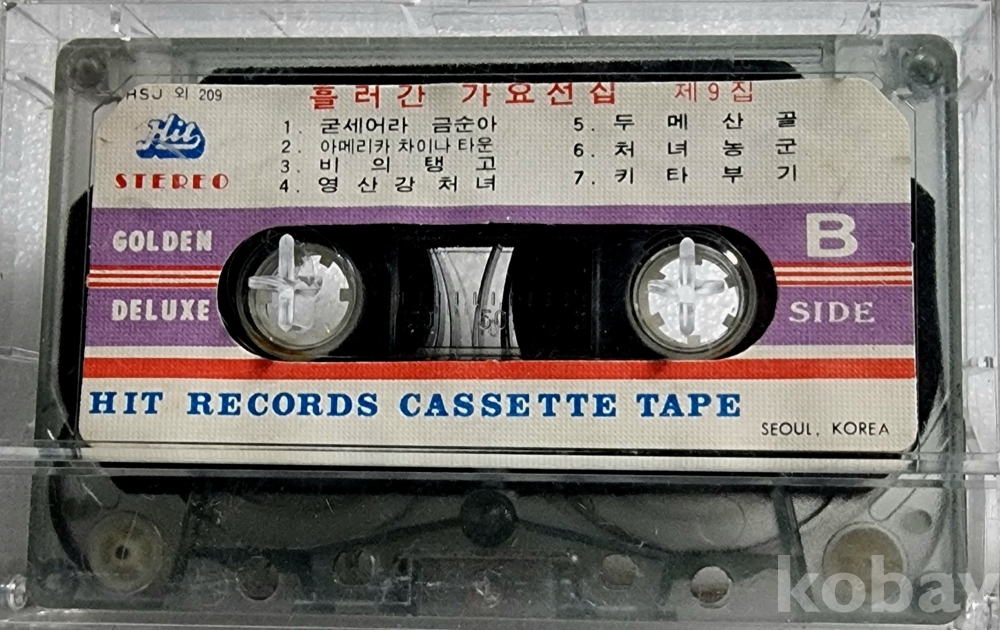 HSJ 외 209
흘러간 가요선집 제9집
Hit
STEREO
1. 굳세어라 금순아
2. 아메리카 차이나 타운
3. 비의 탱고
4. 영산강처녀
5. 두메산골
6. 처녀농군
7. 키타부기
GOLDEN
DELUXE
B
SIDE
50
HIT RECORDS CASSETTE TAPE
SEOUL, KOREA
kobay